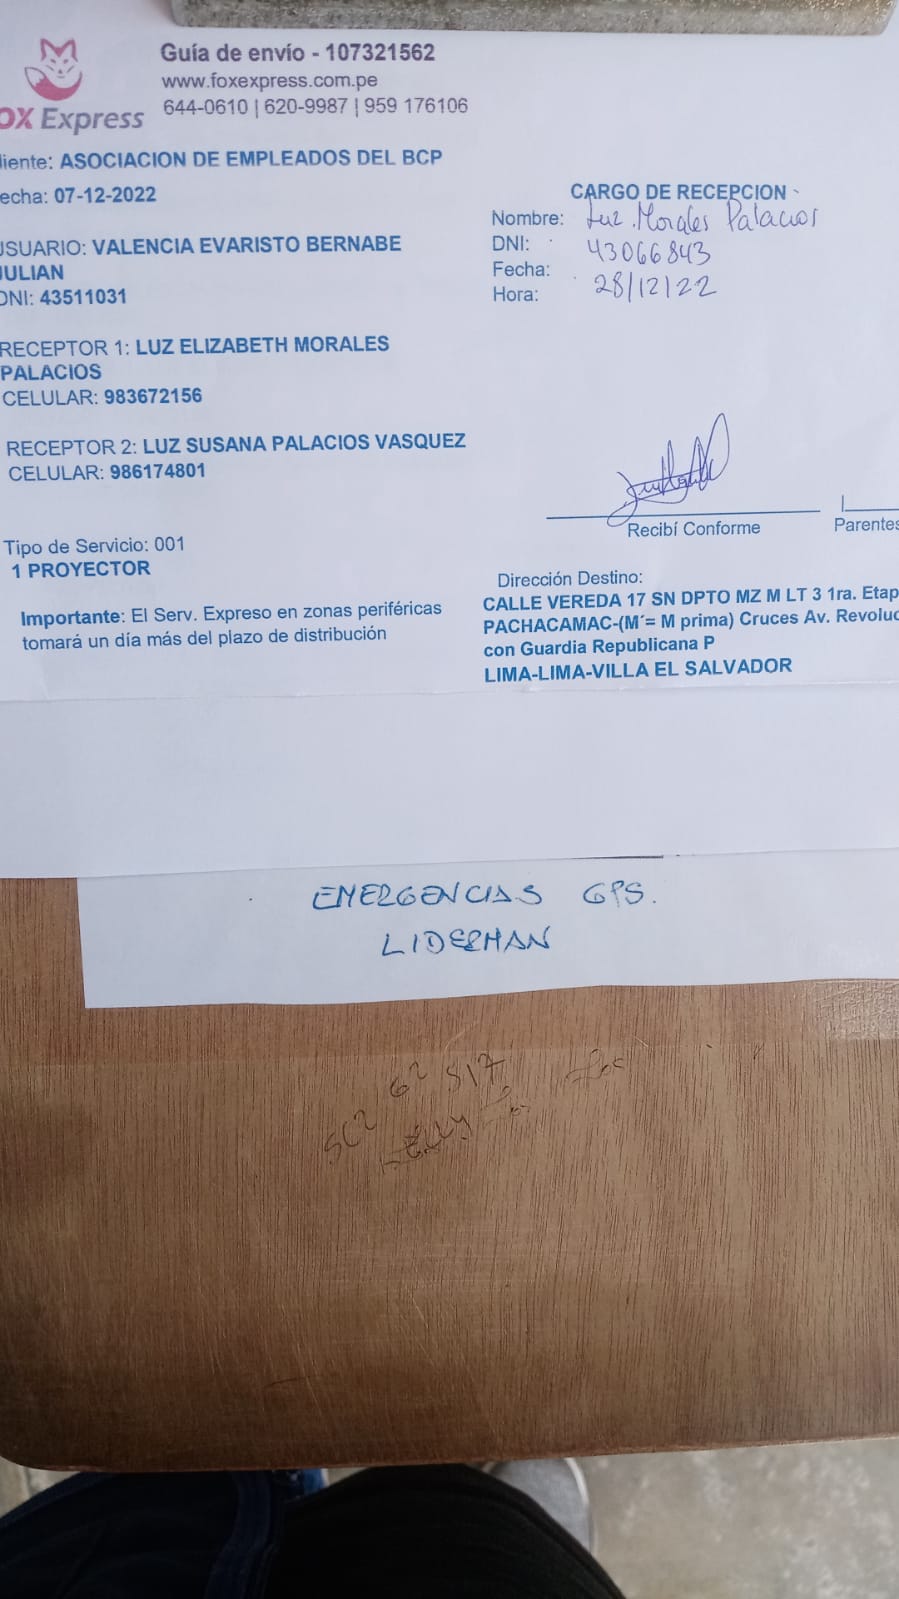 OX Express
Guía de envío - 107321562
www.foxexpress.com.pe
644-0610 | 620-9987 | 959 176106
liente: ASOCIACION DE EMPLEADOS DEL BCP
echa: 07-12-2022
USUARIO: VALENCIA EVARISTO BERNABE
JULIAN
DNI: 43511031
CARGO DE RECEPCION
Nombre: Luz Morales Palacios
DNI: 43066843
Fecha: 28/12/22
Hora:
RECEPTOR 1: LUZ ELIZABETH MORALES
PALACIOS
CELULAR: 983672156
RECEPTOR 2: LUZ SUSANA PALACIOS VASQUEZ
CELULAR: 986174801
Recibí Conforme
Parentes
Tipo de Servicio: 001
1 PROYECTOR
Importante: El Serv. Expreso en zonas periféricas
tomará un día más del plazo de distribución
Dirección Destino:
CALLE VEREDA 17 SN DPTO MZ M LT 3 1ra. Etap
PACHACAMAC-(M´= M prima) Cruces Av. Revoluc
con Guardia Republicana P
LIMA-LIMA-VILLA EL SALVADOR
EMERGENCIAS GPS.
LIDERMAN